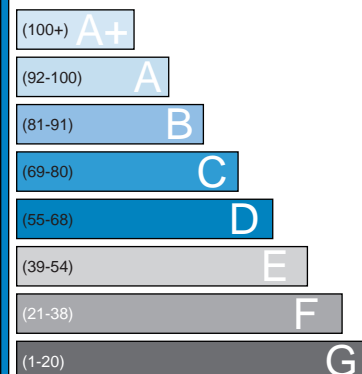 (100+) A+
(92-100) A
(81-91) B
(69-80) C
(55-68) D
(39-54) E
(21-38) F
(1-20) G